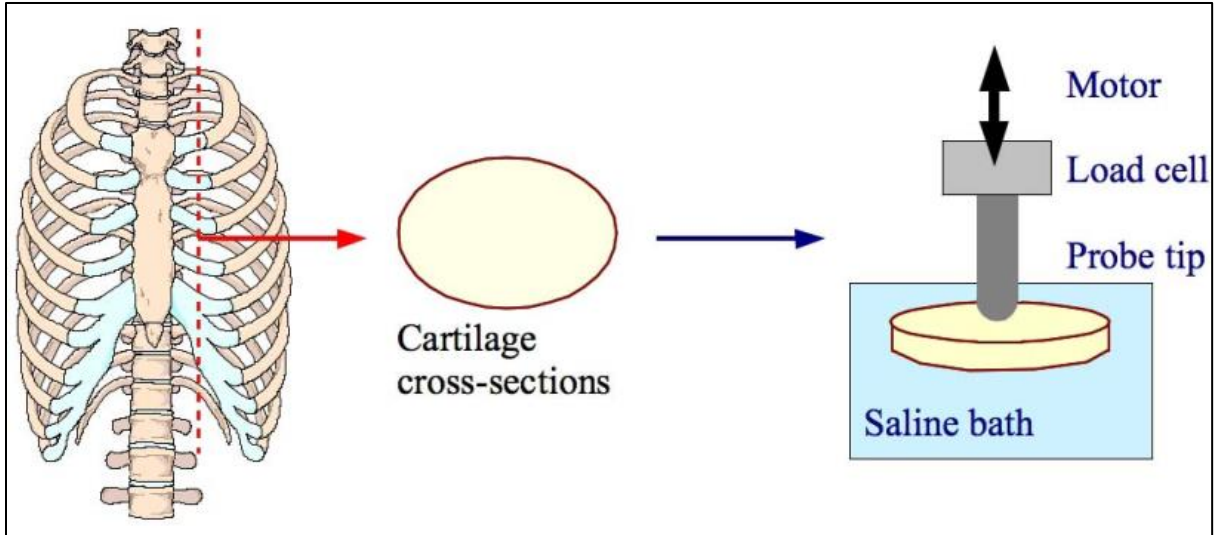 Motor
Load cell
Probe tip
Cartilage
cross-sections
Saline bath